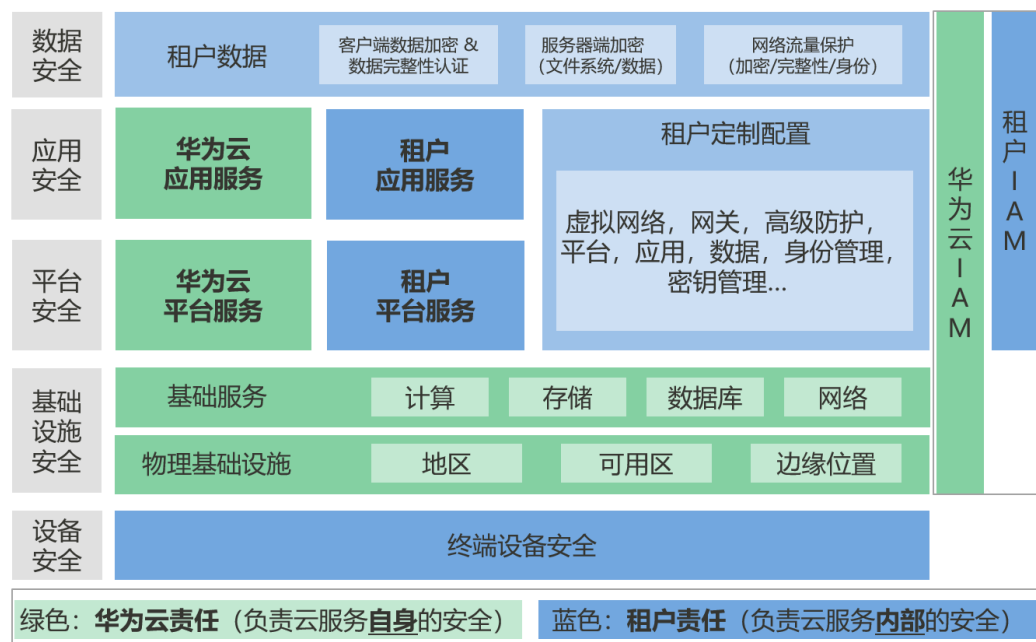 数据
安全
租户数据
客户端数据加密 &
数据完整性认证
服务器端加密
（文件系统/数据）
网络流量保护
（加密/完整性/身份）
应用
安全
华为云
应用服务
租户
应用服务
租户定制配置
虚拟网络，网关，高级防护，
平台，应用，数据，身份管理，
密钥管理...
平台
安全
华为云
平台服务
租户
平台服务
基础
设施
安全
基础服务
计算
存储
数据库
网络
物理基础设施
地区
可用区
边缘位置
华
为
云
I
A
M
租
户
I
A
M
设备
安全
终端设备安全
绿色：华为云责任（负责云服务自身的安全）
蓝色：租户责任（负责云服务内部的安全）